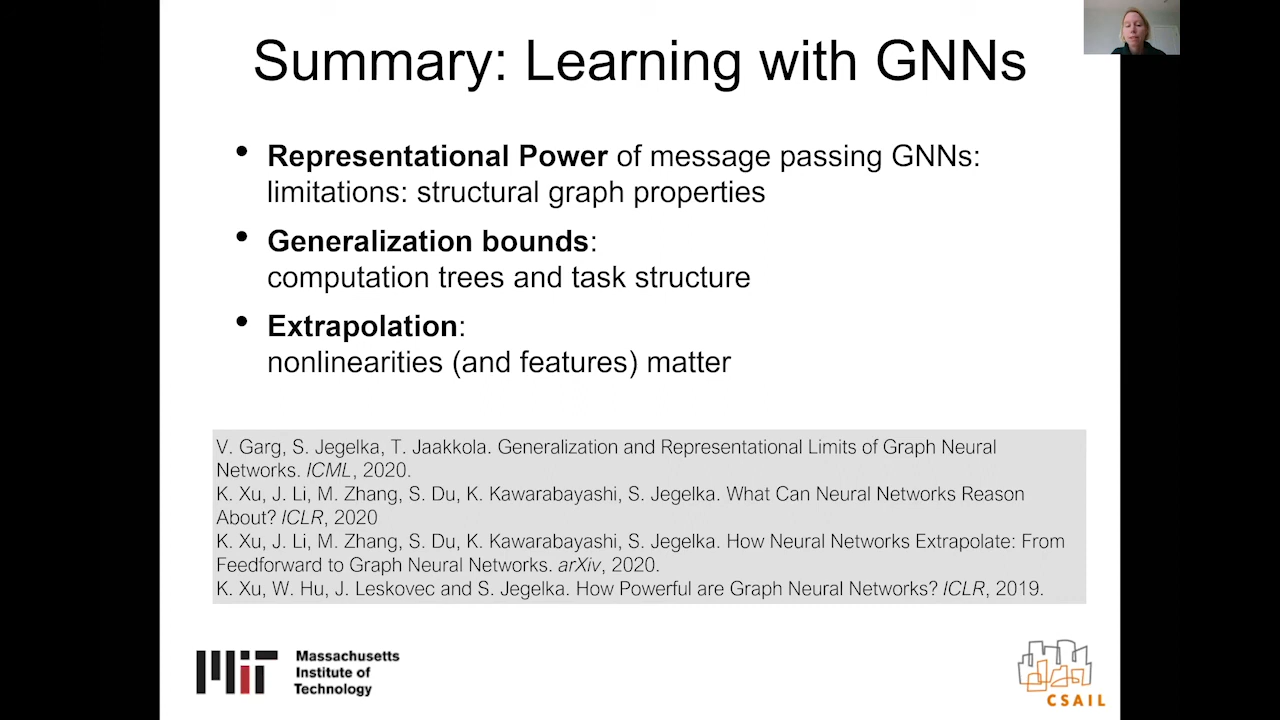 Summary: Learning with GNNs
• Representational Power of message passing GNNs:
limitations: structural graph properties
• Generalization bounds:
computation trees and task structure
• Extrapolation:
nonlinearities (and features) matter
V. Garg, S. Jegelka, T. Jaakkola. Generalization and Representational Limits of Graph Neural
Networks. ICML, 2020.
K. Xu, J. Li, M. Zhang, S. Du, K. Kawarabayashi, S. Jegelka. What Can Neural Networks Reason
About? ICLR, 2020
K. Xu, J. Li, M. Zhang, S. Du, K. Kawarabayashi, S. Jegelka. How Neural Networks Extrapolate: From
Feedforward to Graph Neural Networks. arXiv, 2020.
K. Xu, W. Hu, J. Leskovec and S. Jegelka. How Powerful are Graph Neural Networks? ICLR, 2019.
MIT
Massachusetts
Institute of
Technology
CSAIL